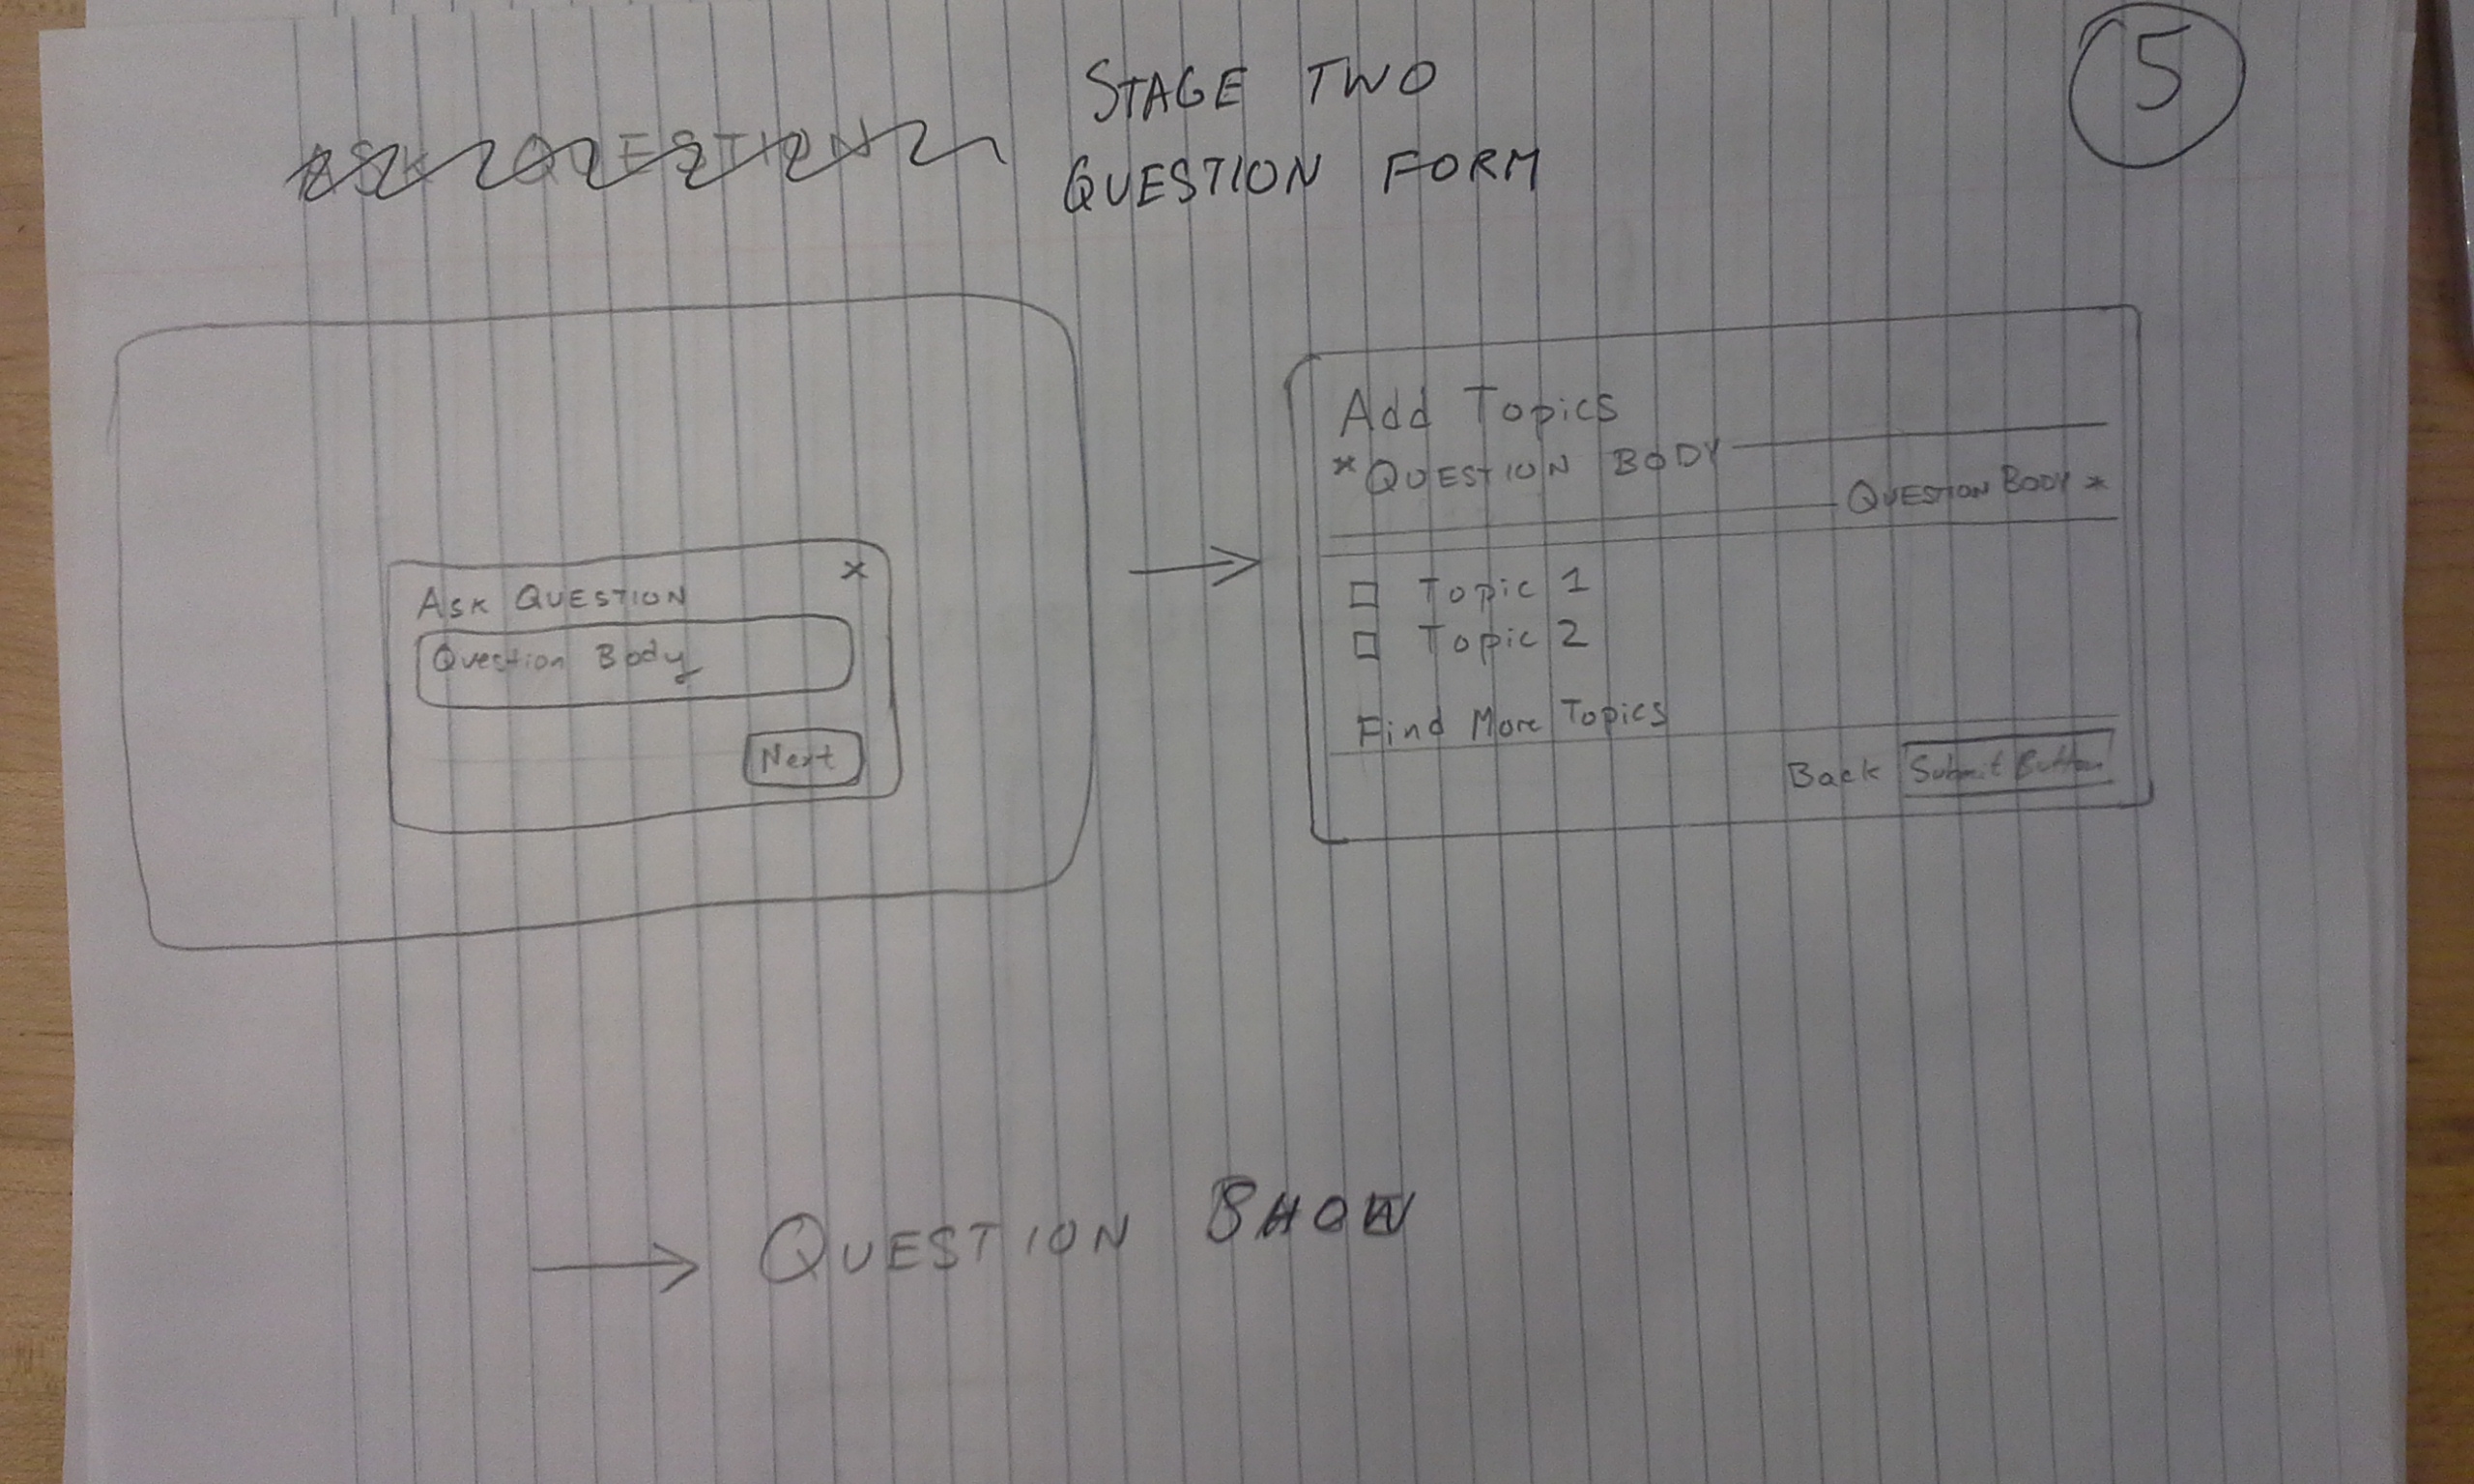 STAGE TWO
5
ASK QUESTION
QUESTION FORM
Add Topics
*QUESTION BODY
QUESTION BODY *
ASK QUESTION x
Question Body
Next
Topic 1
Topic 2
Find More Topics
Back Submit Button
→ QUESTION SHOW